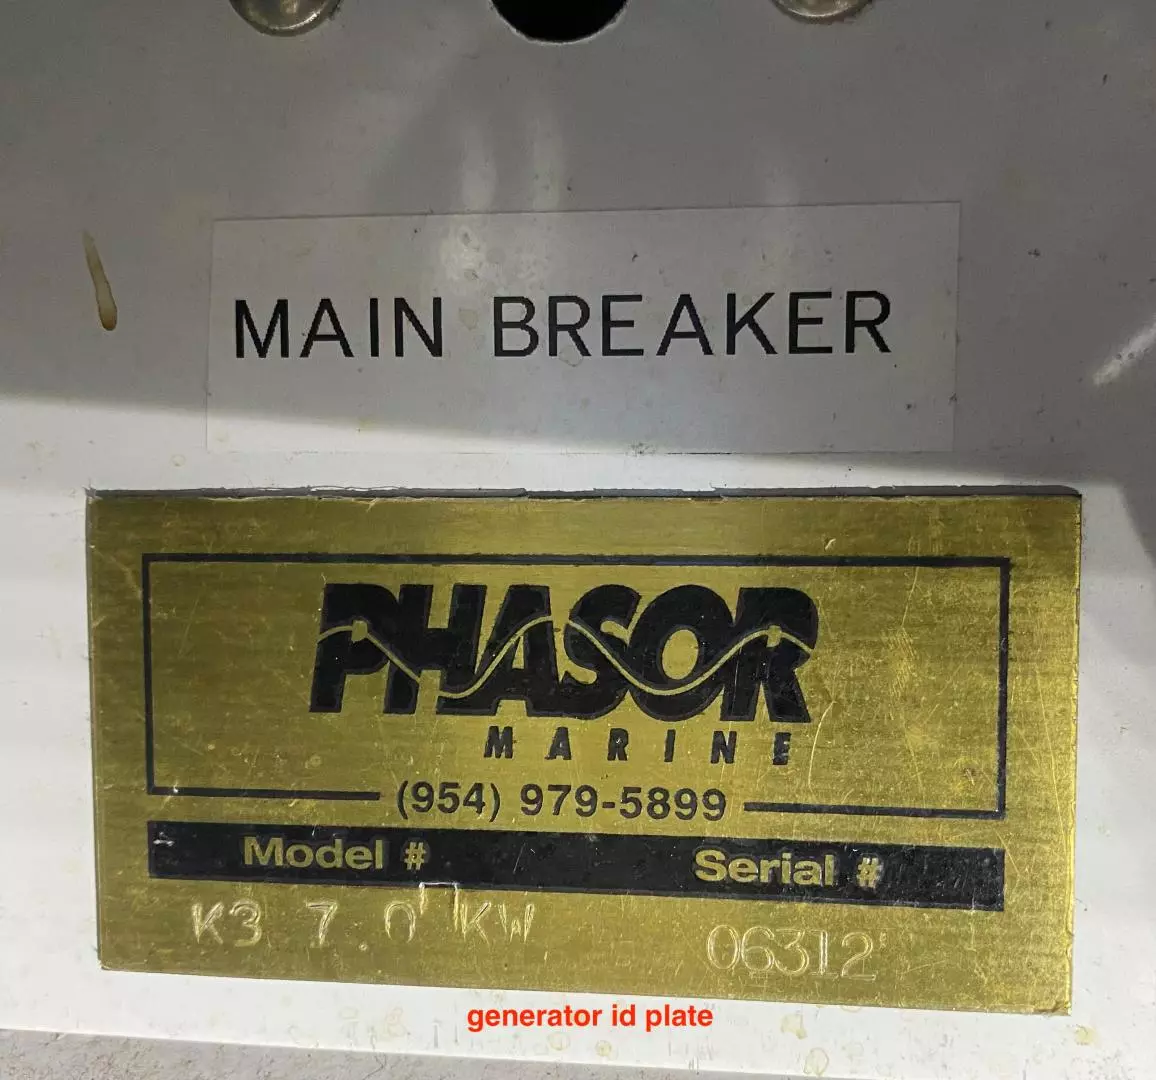 MAIN BREAKER
PHASOR
MARINE
(954) 979-5899
Model # Serial #
K3 7.0 KW 06312
generator id plate